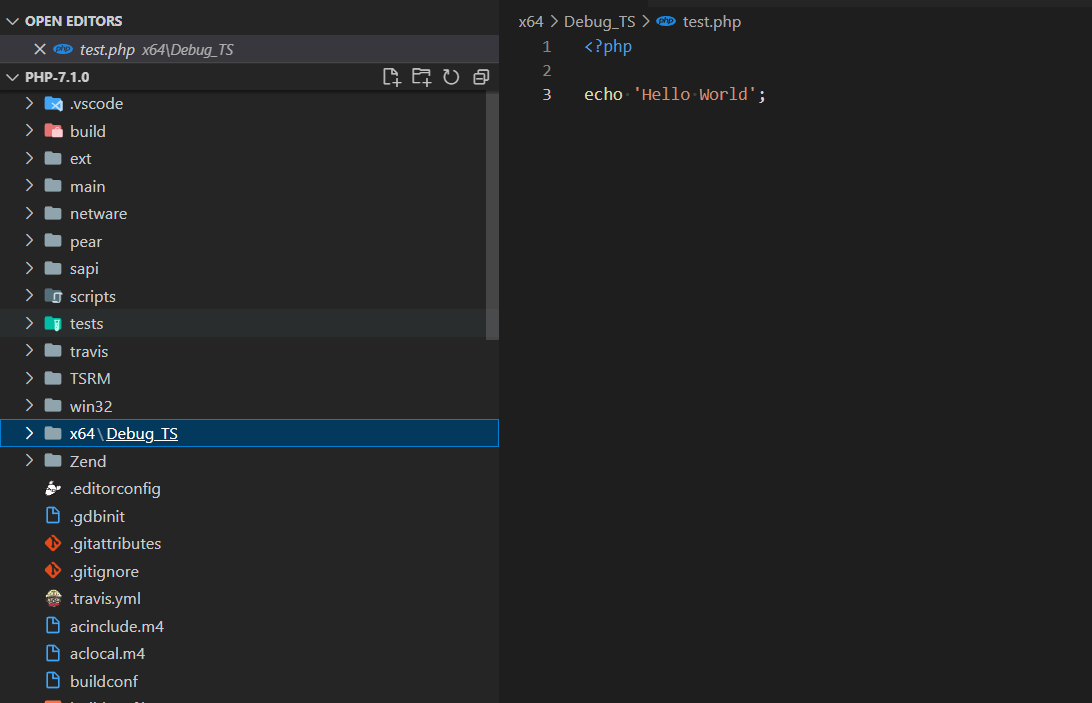 OPEN EDITORS
test.php x64\Debug_TS
PHP-7.1.0
.vscode
build
ext
main
netware
pear
sapi
scripts
tests
travis
TSRM
win32
x64\Debug_TS
Zend
.editorconfig
.gdbinit
.gitattributes
.gitignore
.travis.yml
acinclude.m4
aclocal.m4
buildconf
x64 > Debug_TS > php test.php
1 <?php
2
3 echo 'Hello World';